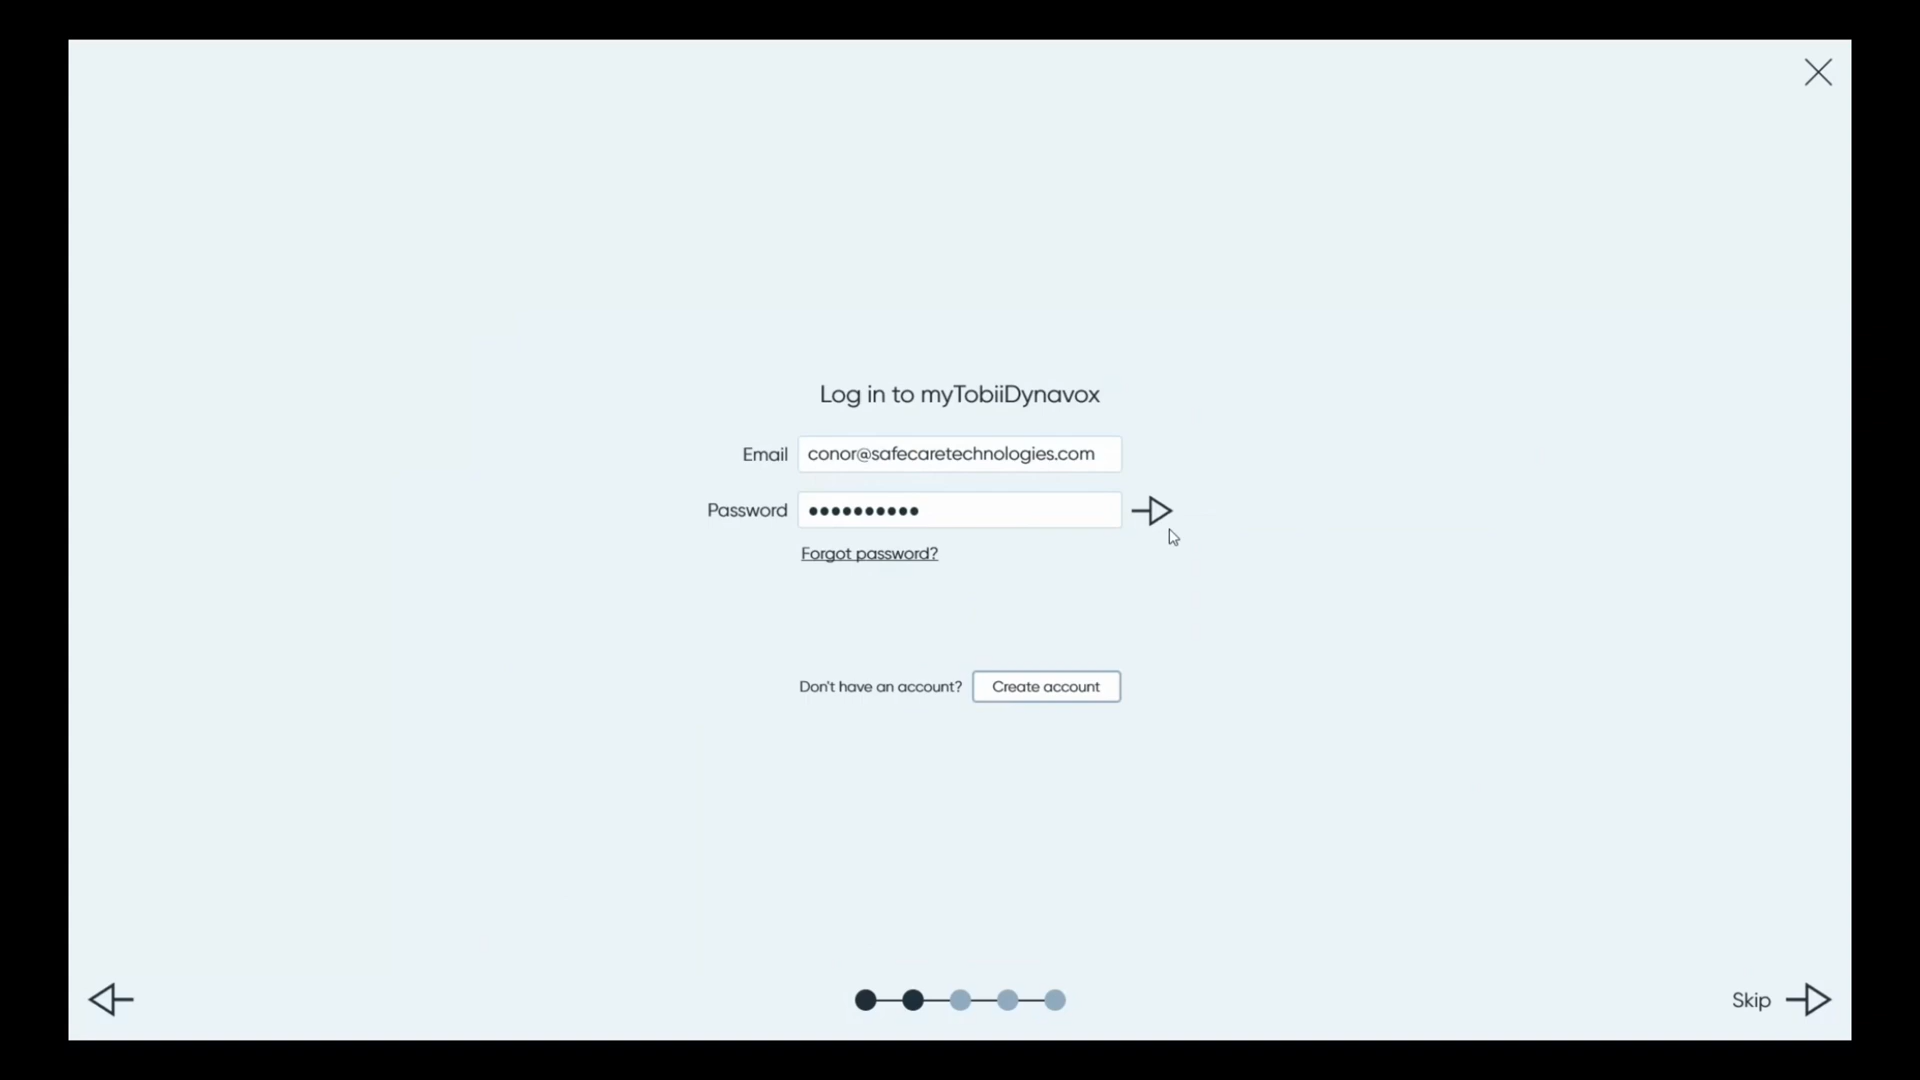 Log in to myTobiiDynavox
Email conor@safecaretechnologies.com
Password ●●●●●●●●●●
Forgot password?
Don't have an account? Create account
Skip